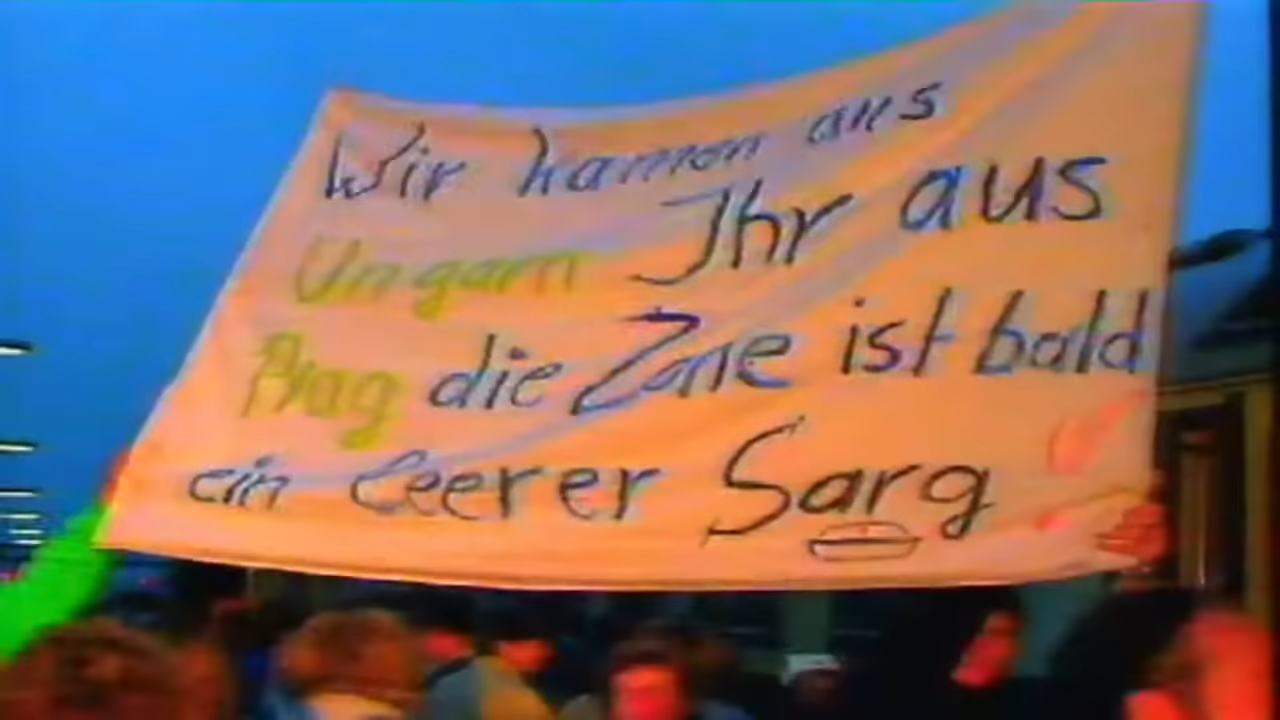 Wir kamen aus
Ungarn Ihr aus
Prag die Zone ist bald
ein leerer Sarg